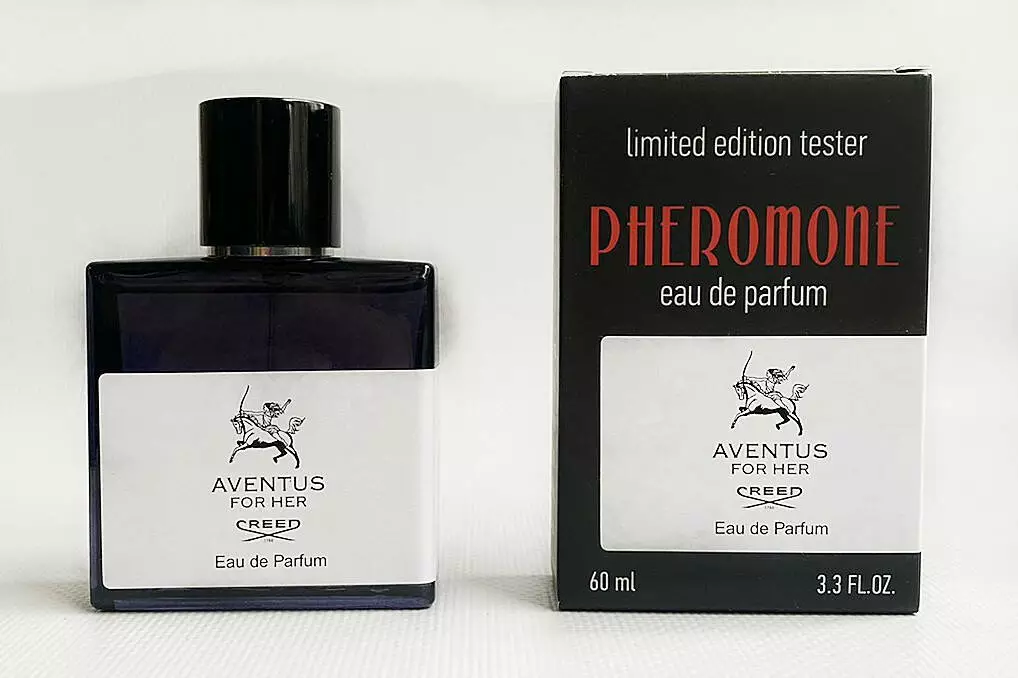 AVENTUS
FOR HER
CREED
1760
Eau de Parfum
limited edition tester
PHEROMONE
eau de parfum
AVENTUS
FOR HER
CREED
Eau de Parfum
60 ml
3.3 FL.OZ.